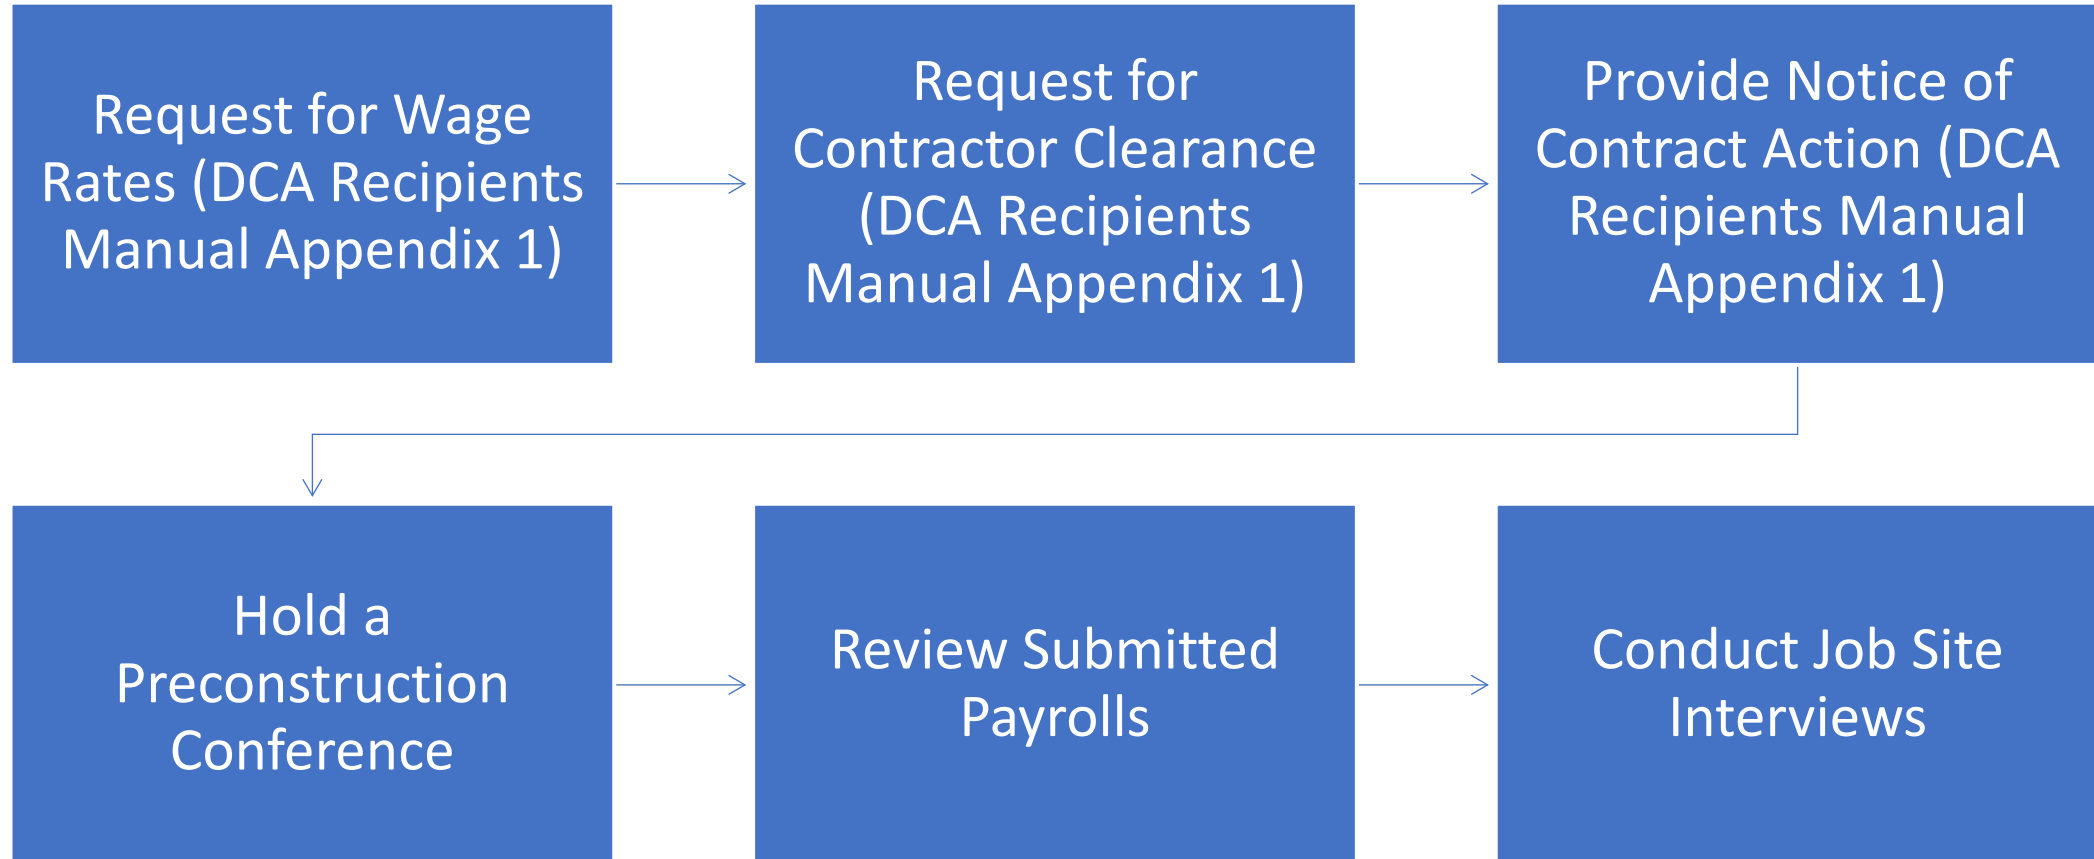 Request for Wage
Rates (DCA Recipients
Manual Appendix 1)
Request for
Contractor Clearance
(DCA Recipients
Manual Appendix 1)
Provide Notice of
Contract Action (DCA
Recipients Manual
Appendix 1)
Hold a
Preconstruction
Conference
Review Submitted
Payrolls
Conduct Job Site
Interviews